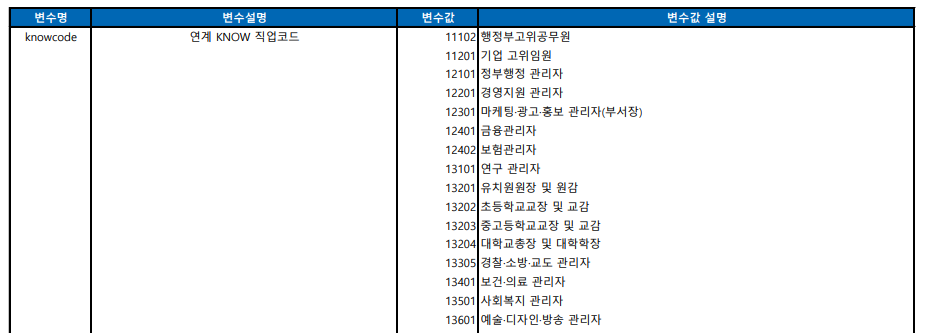 변수명 변수설명 변수값 변수값 설명
knowcode 연계 KNOW 직업코드 11102 행정부고위공무원
11201 기업 고위임원
12101 정부행정 관리자
12201 경영지원 관리자
12301 마케팅·광고·홍보 관리자(부서장)
12401 금융관리자
12402 보험관리자
13101 연구 관리자
13201 유치원원장 및 원감
13202 초등학교교장 및 교감
13203 중고등학교교장 및 교감
13204 대학교총장 및 대학학장
13305 경찰·소방·교도 관리자
13401 보건·의료 관리자
13501 사회복지 관리자
13601 예술·디자인·방송 관리자